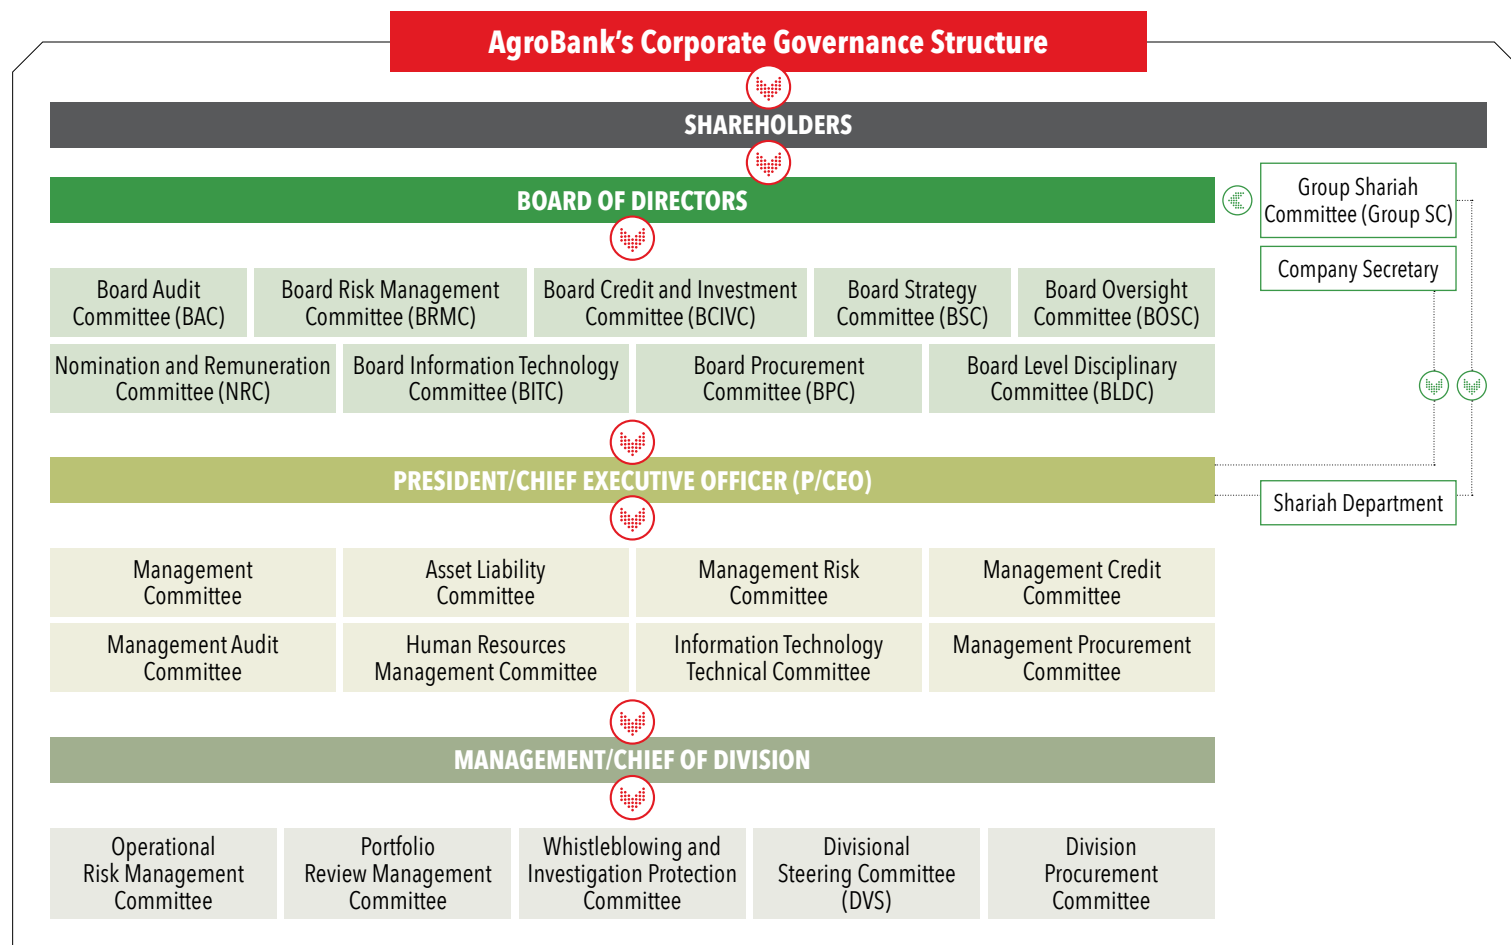 AgroBank’s Corporate Governance Structure
SHAREHOLDERS
BOARD OF DIRECTORS
Group Shariah
Committee (Group SC)
Company Secretary
Board Audit
Committee (BAC)
Board Risk Management
Committee (BRMC)
Board Credit and Investment
Committee (BCIVC)
Board Strategy
Committee (BSC)
Board Oversight
Committee (BOSC)
Nomination and Remuneration
Committee (NRC)
Board Information Technology
Committee (BITC)
Board Procurement
Committee (BPC)
Board Level Disciplinary
Committee (BLDC)
PRESIDENT/CHIEF EXECUTIVE OFFICER (P/CEO)
Shariah Department
Management
Committee
Asset Liability
Committee
Management Risk
Committee
Management Credit
Committee
Management Audit
Committee
Human Resources
Management Committee
Information Technology
Technical Committee
Management Procurement
Committee
MANAGEMENT/CHIEF OF DIVISION
Operational
Risk Management
Committee
Portfolio
Review Management
Committee
Whistleblowing and
Investigation Protection
Committee
Divisional
Steering Committee
(DVS)
Division
Procurement
Committee